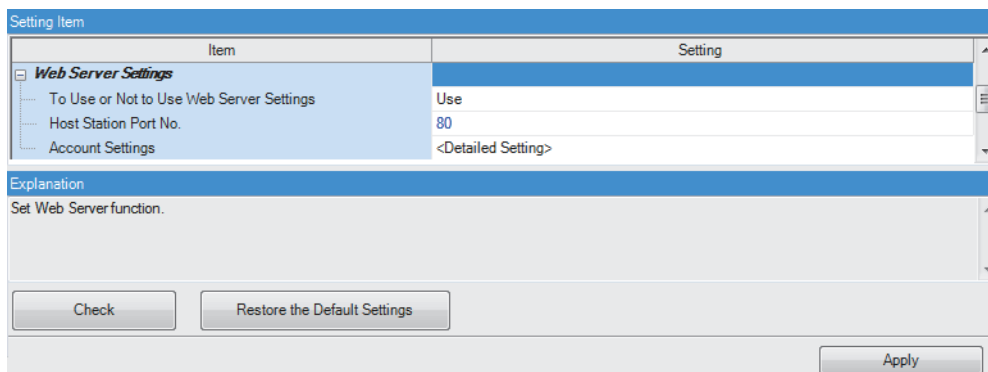 Setting Item
Item Setting
Web Server Settings
To Use or Not to Use Web Server Settings Use
Host Station Port No. 80
Account Settings <Detailed Setting>
Explanation
Set Web Server function.
Check Restore the Default Settings
Apply